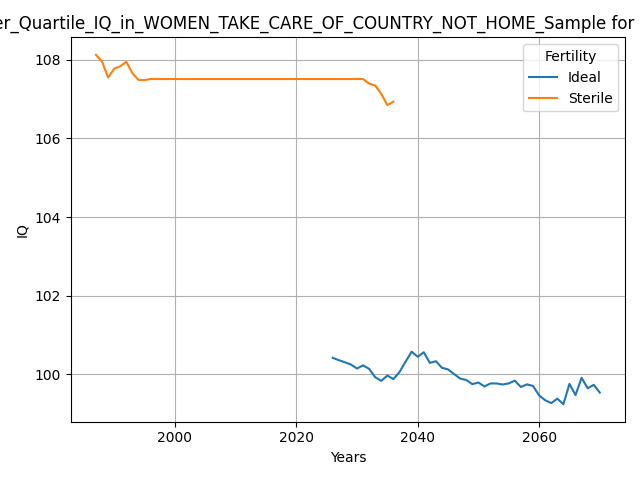 er_Quartile_IQ_in_WOMEN_TAKE_CARE_OF_COUNTRY_NOT_HOME_Sample for
Fertility
Ideal
Sterile
108
106
104
102
100
IQ
2000 2020 2040 2060
Years